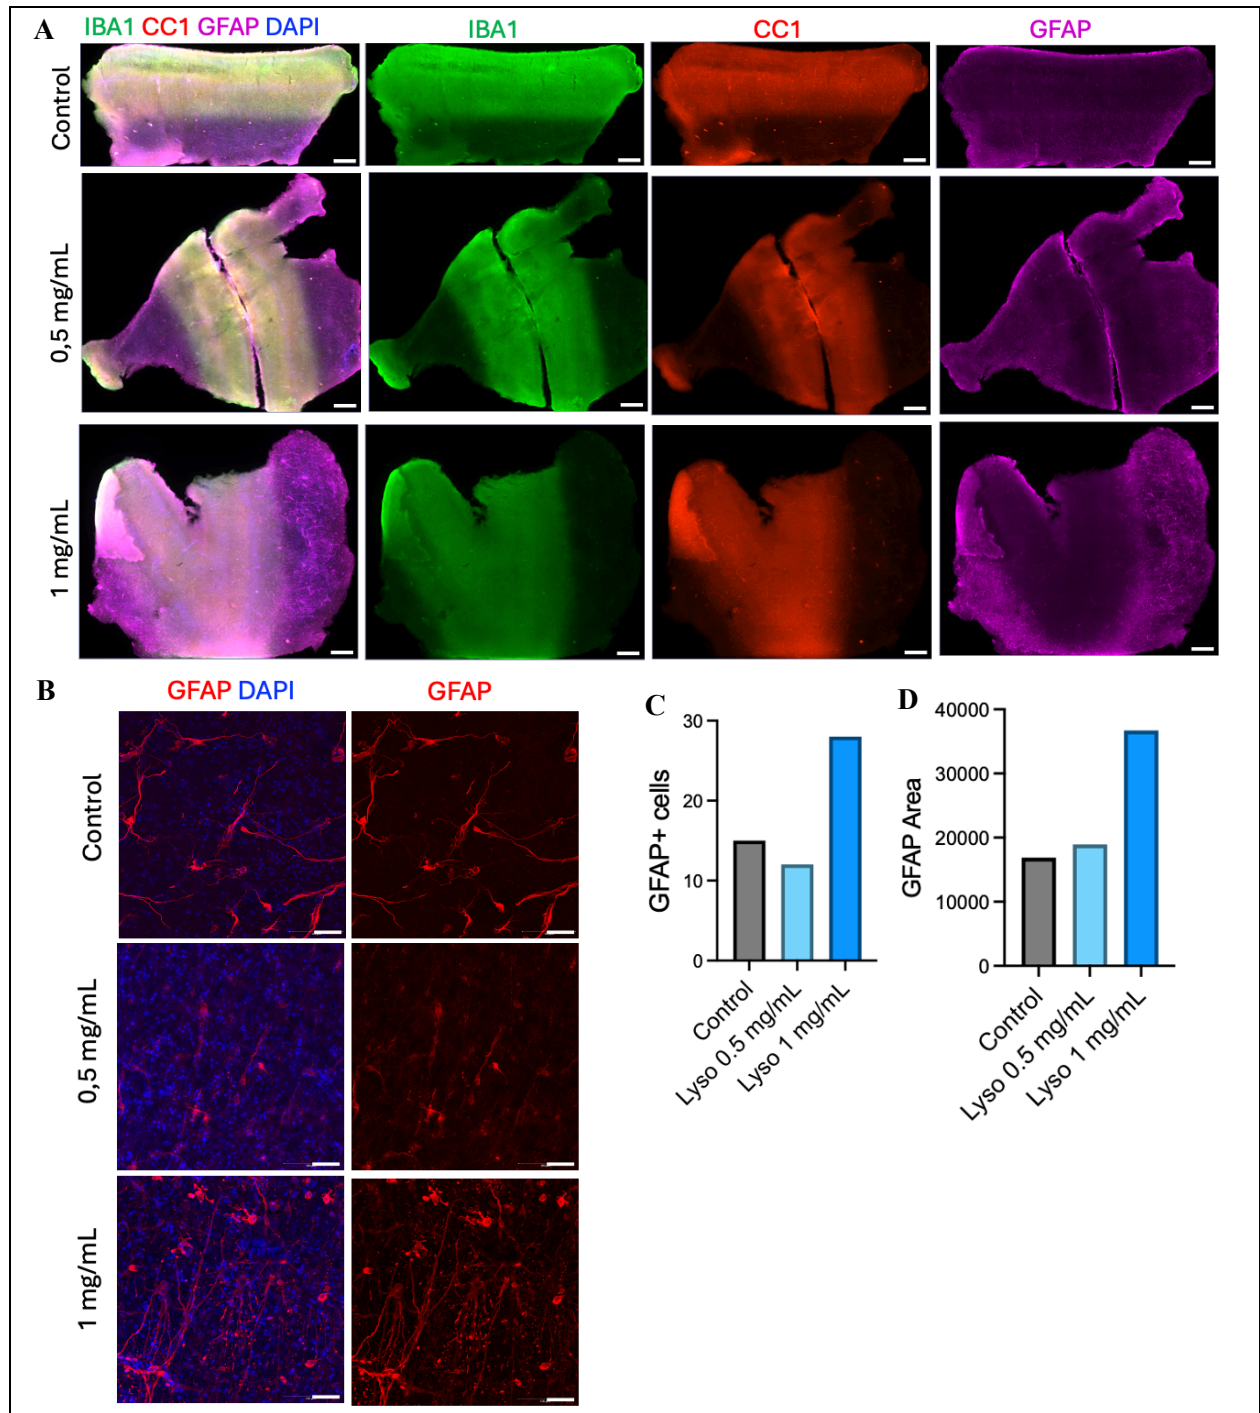 A
IBA1 CC1 GFAP DAPI
IBA1
CC1
GFAP
Control
0,5 mg/mL
1 mg/mL
B
GFAP DAPI
GFAP
Control
0,5 mg/mL
1 mg/mL
C
GFAP+ cells
30
20
10
0
Control
Lyso 0.5 mg/mL
Lyso 1 mg/mL
D
GFAP Area
40000
30000
20000
10000
0
Control
Lyso 0.5 mg/mL
Lyso 1 mg/mL